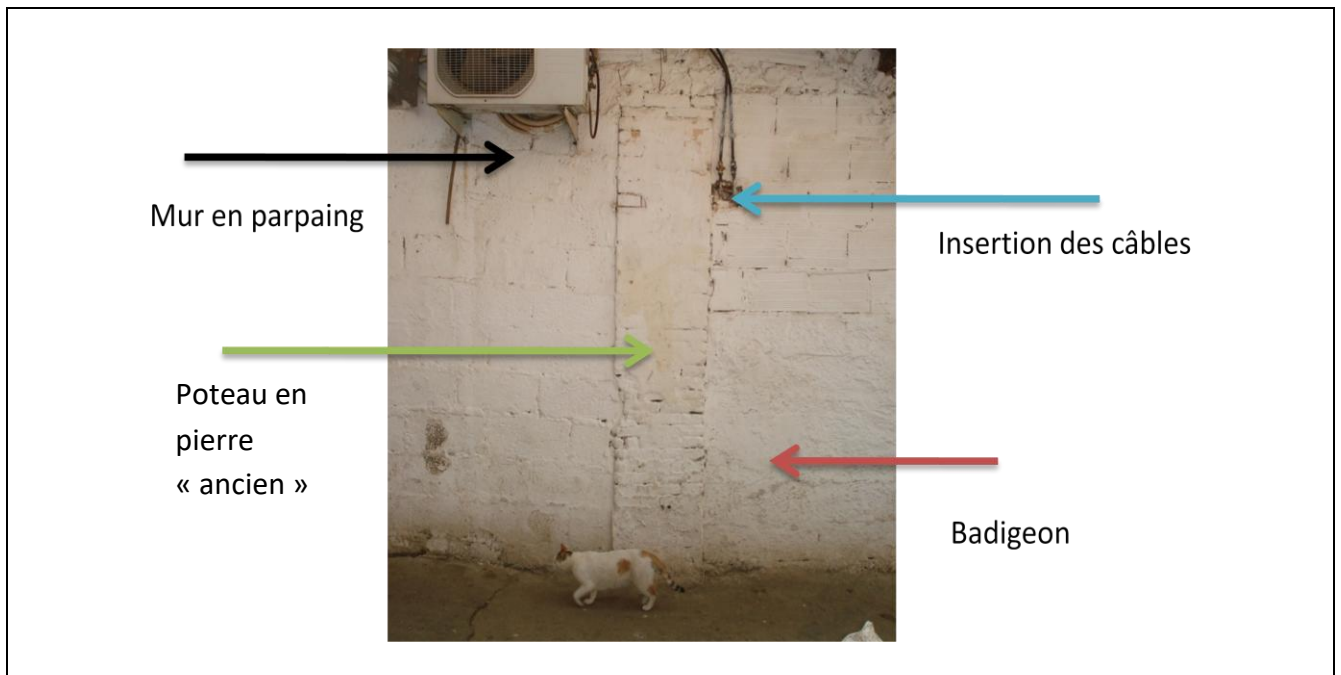 Mur en parpaing
Insertion des câbles
Poteau en
pierre
« ancien »
Badigeon